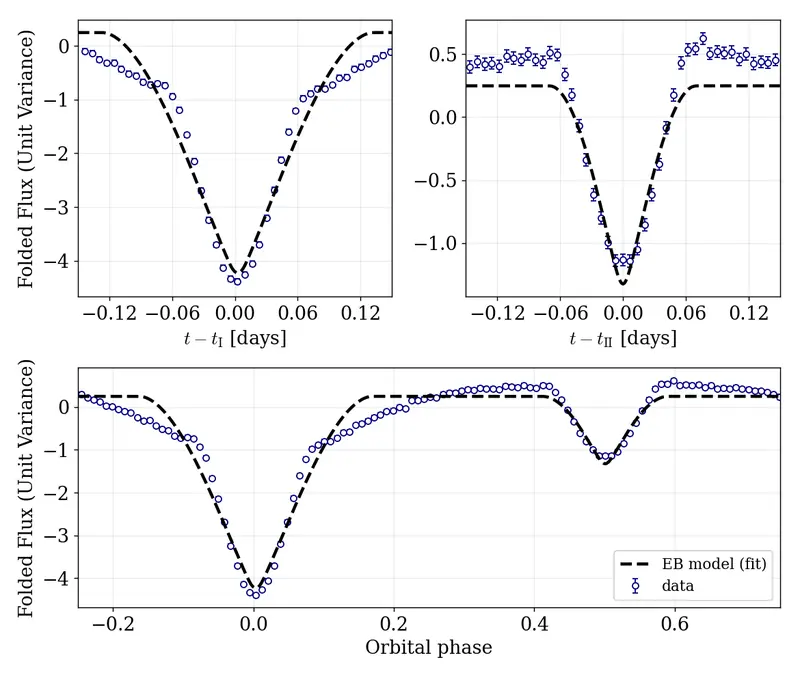 Folded Flux (Unit Variance)
0
−1
−2
−3
−4
−0.12 −0.06 0.00 0.06 0.12
t − tI [days]
0.5
0.0
−0.5
−1.0
−0.12 −0.06 0.00 0.06 0.12
t − tII [days]
Folded Flux (Unit Variance)
0
−1
−2
−3
−4
EB model (fit)
data
−0.2 0.0 0.2 0.4 0.6
Orbital phase